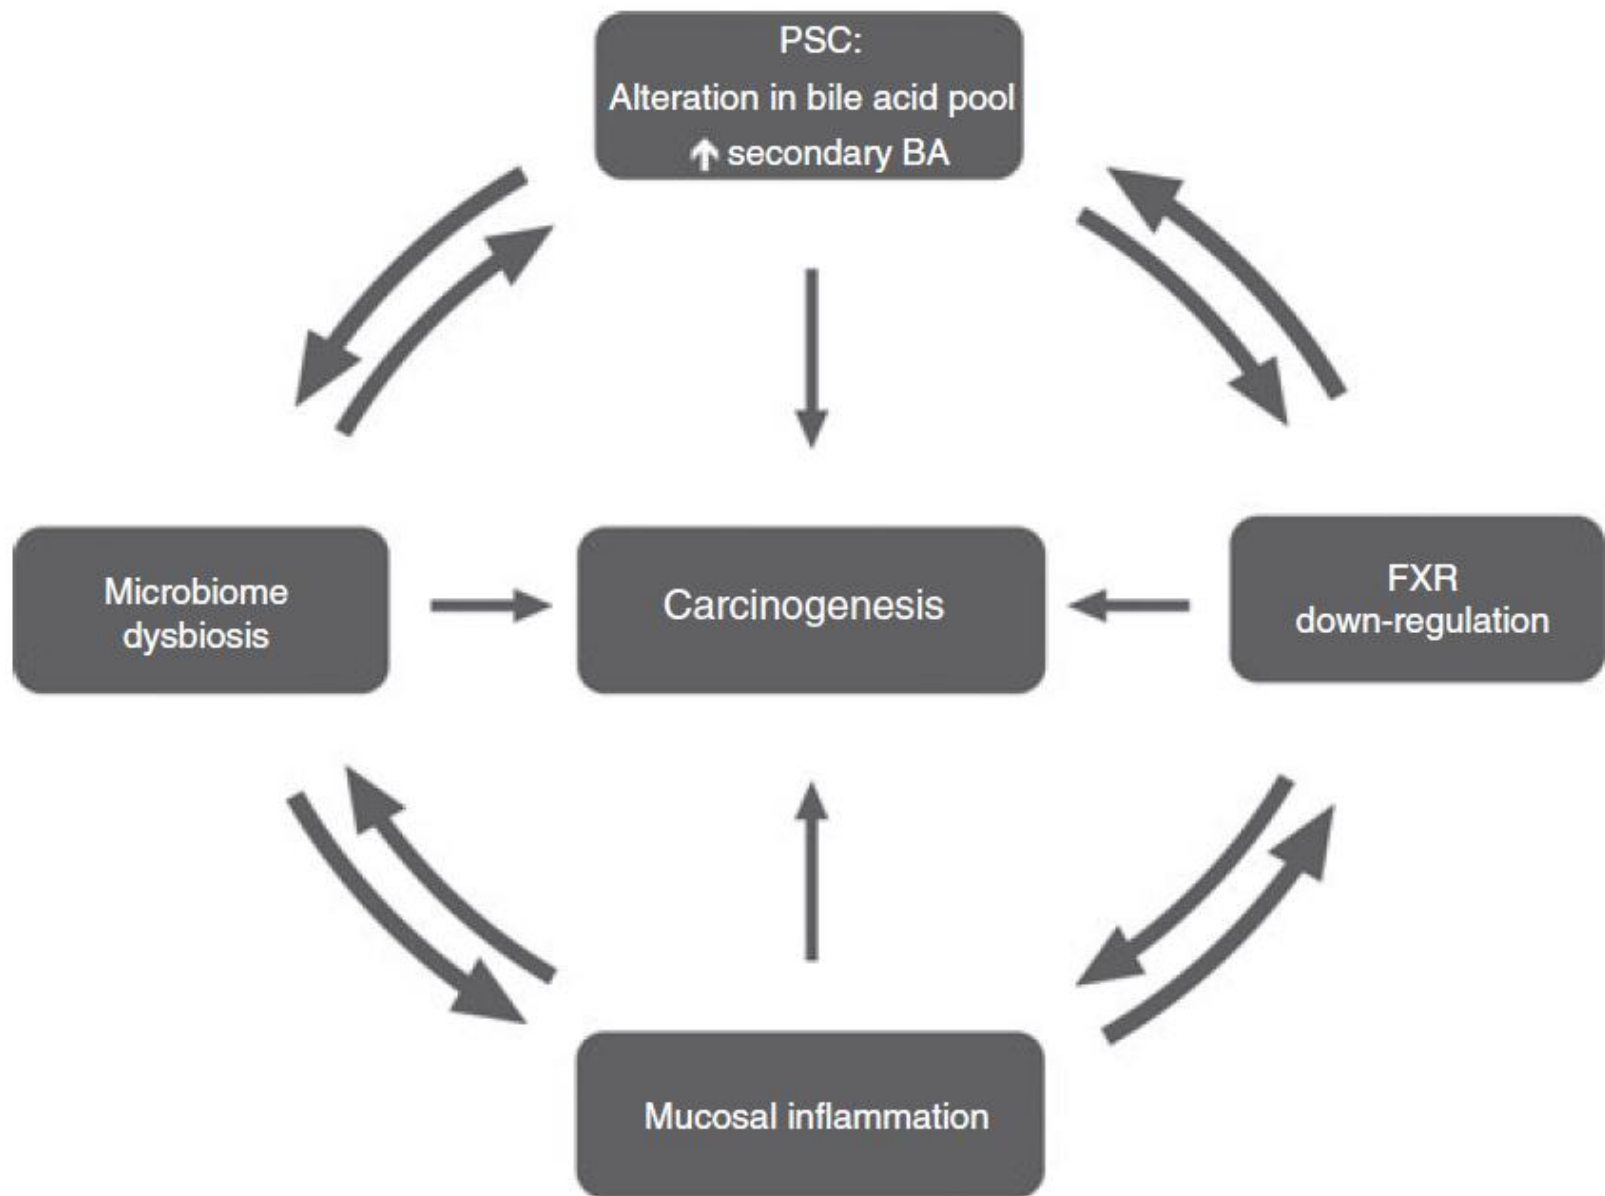 PSC:
Alteration in bile acid pool
↑ secondary BA
Microbiome
dysbiosis
Carcinogenesis
FXR
down-regulation
Mucosal inflammation